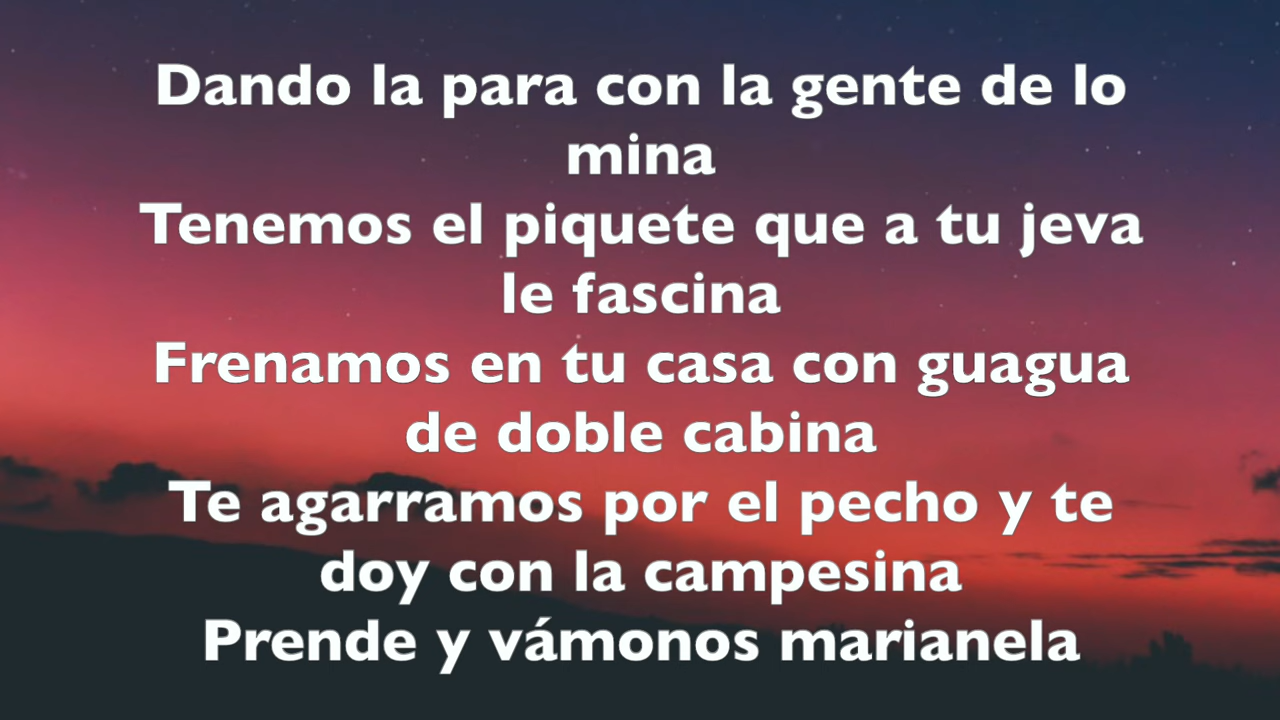 Dando la para con la gente de lo
mina
Tenemos el piquete que a tu jeva
le fascina
Frenamos en tu casa con guagua
de doble cabina
Te agarramos por el pecho y te
doy con la campesina
Prende y vámonos marianela